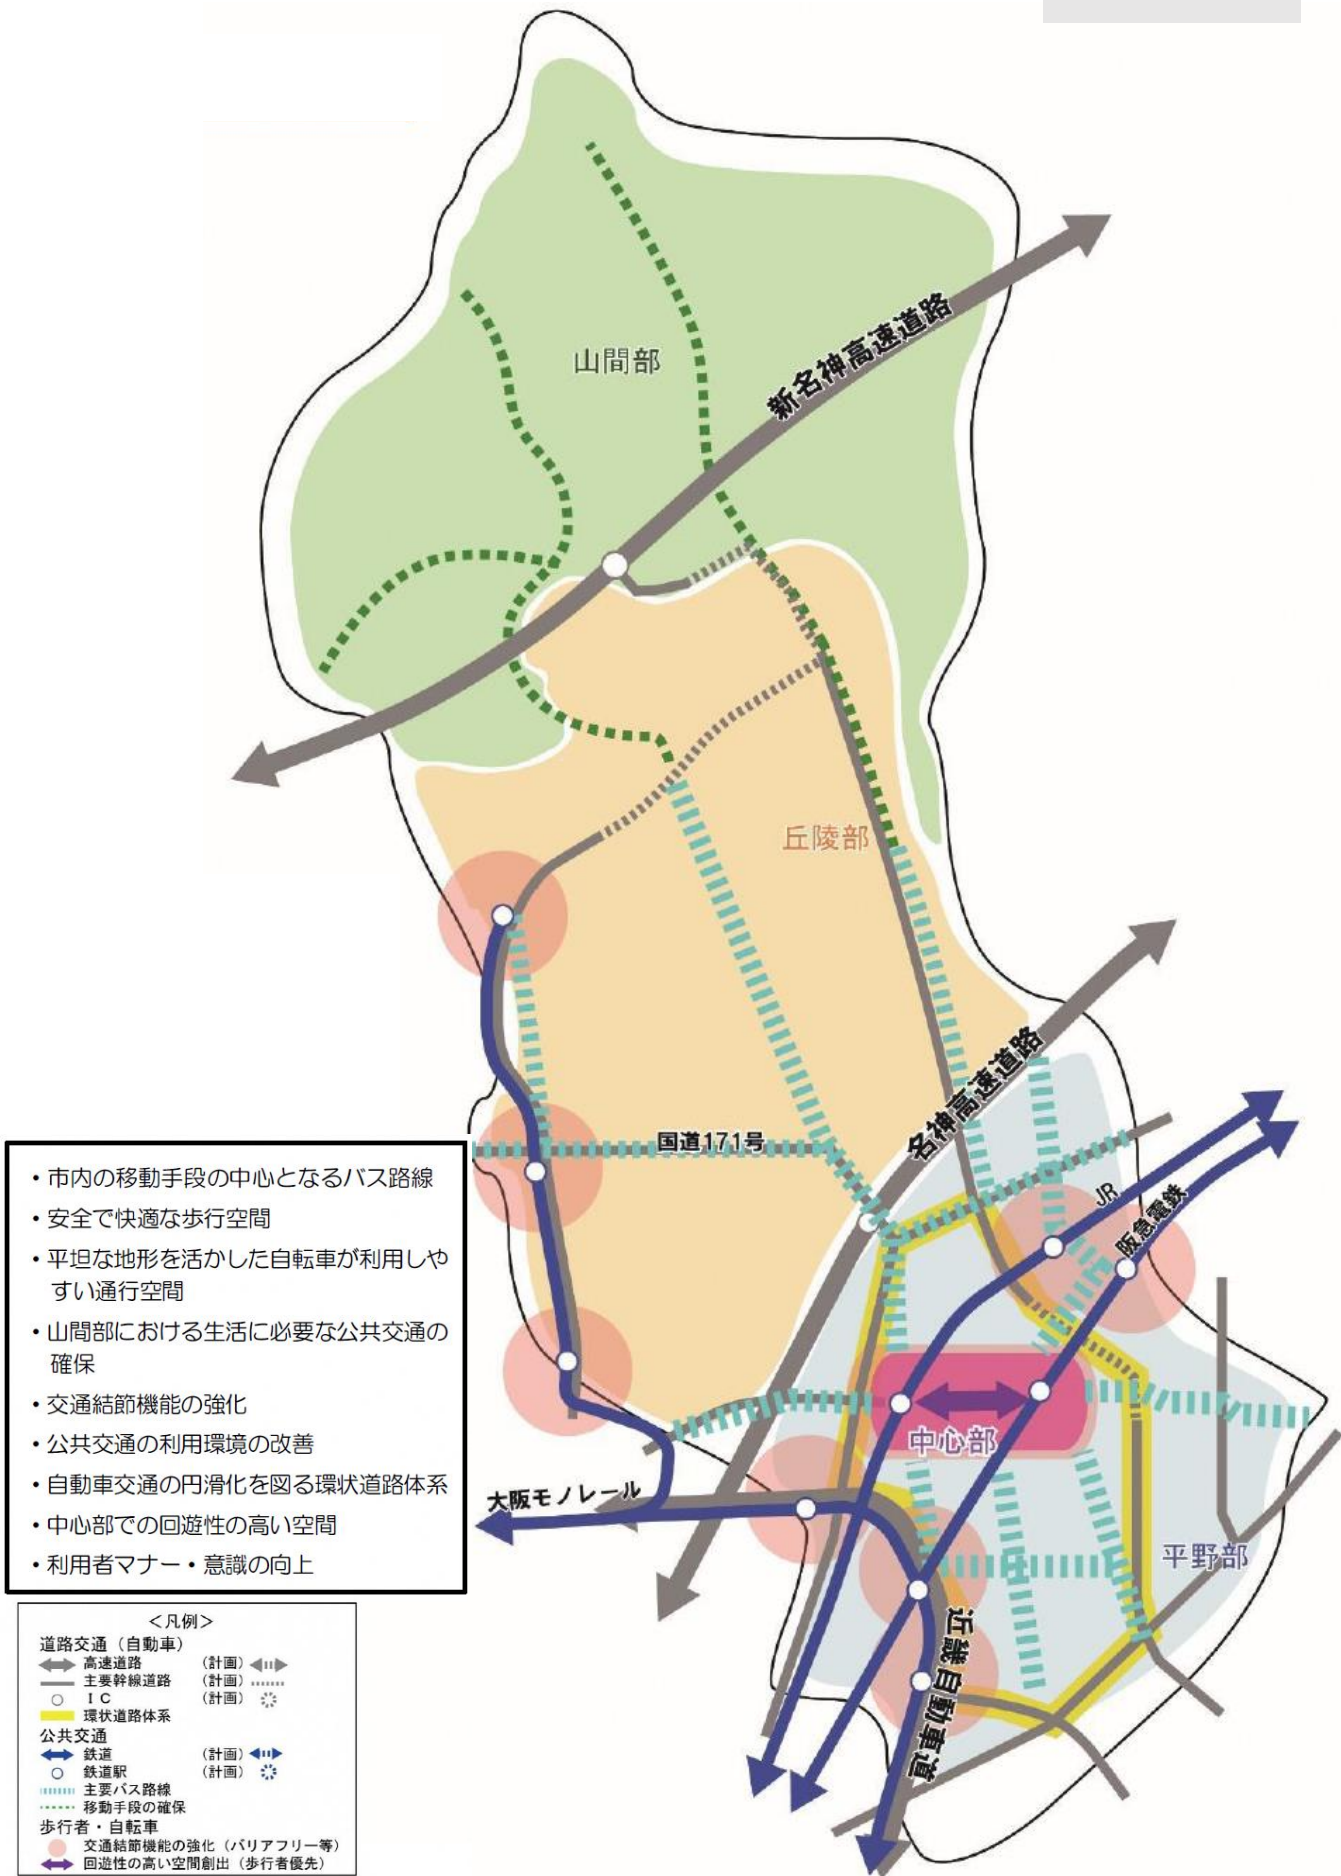 新名神高速道路
山間部
丘陵部
名神高速道路
国道171号
JR
阪急電鉄
中心部
大阪モノレール
平野部
近畿自動車道
・市内の移動手段の中心となるバス路線
・安全で快適な歩行空間
・平坦な地形を活かした自転車が利用しや
すい通行空間
・山間部における生活に必要な公共交通の
確保
・交通結節機能の強化
・公共交通の利用環境の改善
・自動車交通の円滑化を図る環状道路体系
・中心部での回遊性の高い空間
・利用者マナー・意識の向上
＜凡例＞
道路交通（自動車）
高速道路 （計画）
主要幹線道路 （計画）
ＩＣ （計画）
環状道路体系
公共交通
鉄道 （計画）
鉄道駅 （計画）
主要バス路線
移動手段の確保
歩行者・自転車
交通結節機能の強化（バリアフリー等）
回遊性の高い空間創出（歩行者優先）